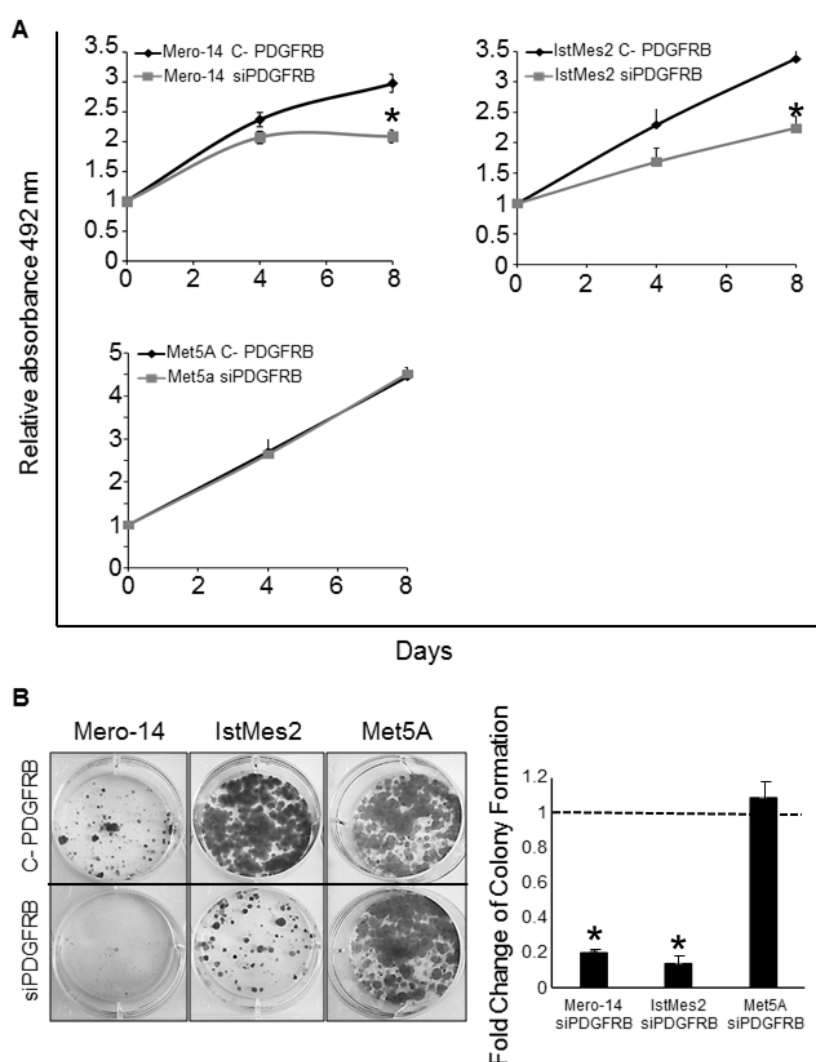 A
Relative absorbance 492 nm
3.5
3
2.5
2
1.5
1
0.5
0
0 2 4 6 8
Mero-14 C- PDGFRB
Mero-14 siPDGFRB
*
3.5
3
2.5
2
1.5
1
0.5
0
0 2 4 6 8
IstMes2 C- PDGFRB
IstMes2 siPDGFRB
*
5
4
3
2
1
0
0 2 4 6 8
Met5A C- PDGFRB
Met5a siPDGFRB
Days
B
Mero-14 IstMes2 Met5A
C- PDGFRB
siPDGFRB
Fold Change of Colony Formation
1.2
1
0.8
0.6
0.4
0.2
0
* *
Mero-14 IstMes2 Met5A
siPDGFRB siPDGFRB siPDGFRB